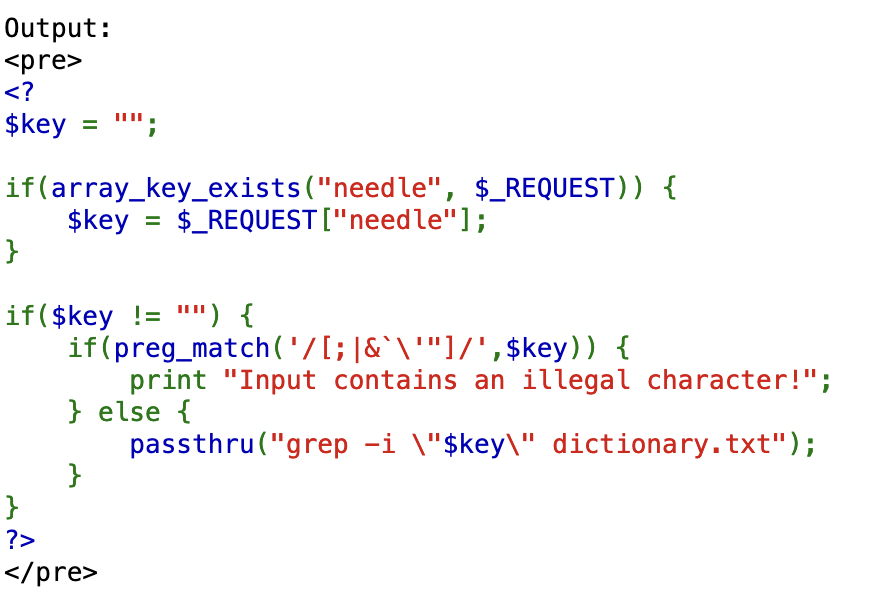 Output:
<pre>
<?
$key = "";

if(array_key_exists("needle", $_REQUEST)) {
    $key = $_REQUEST["needle"];
}

if($key != "") {
    if(preg_match('/[;|&`\'"]/',$key)) {
        print "Input contains an illegal character!";
    } else {
        passthru("grep -i \"$key\" dictionary.txt");
    }
}
?>
</pre>